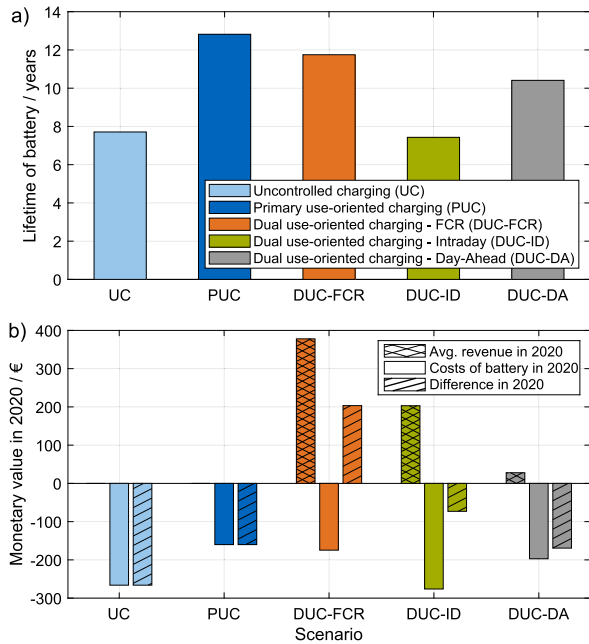 a)
Lifetime of battery / years
14
12
10
8
6
4
2
0
Uncontrolled charging (UC)
Primary use-oriented charging (PUC)
Dual use-oriented charging - FCR (DUC-FCR)
Dual use-oriented charging - Intraday (DUC-ID)
Dual use-oriented charging - Day-Ahead (DUC-DA)
UC PUC DUC-FCR DUC-ID DUC-DA
b)
Monetary value in 2020 / €
400
300
200
100
0
-100
-200
-300
Avg. revenue in 2020
Costs of battery in 2020
Difference in 2020
UC PUC DUC-FCR DUC-ID DUC-DA
Scenario